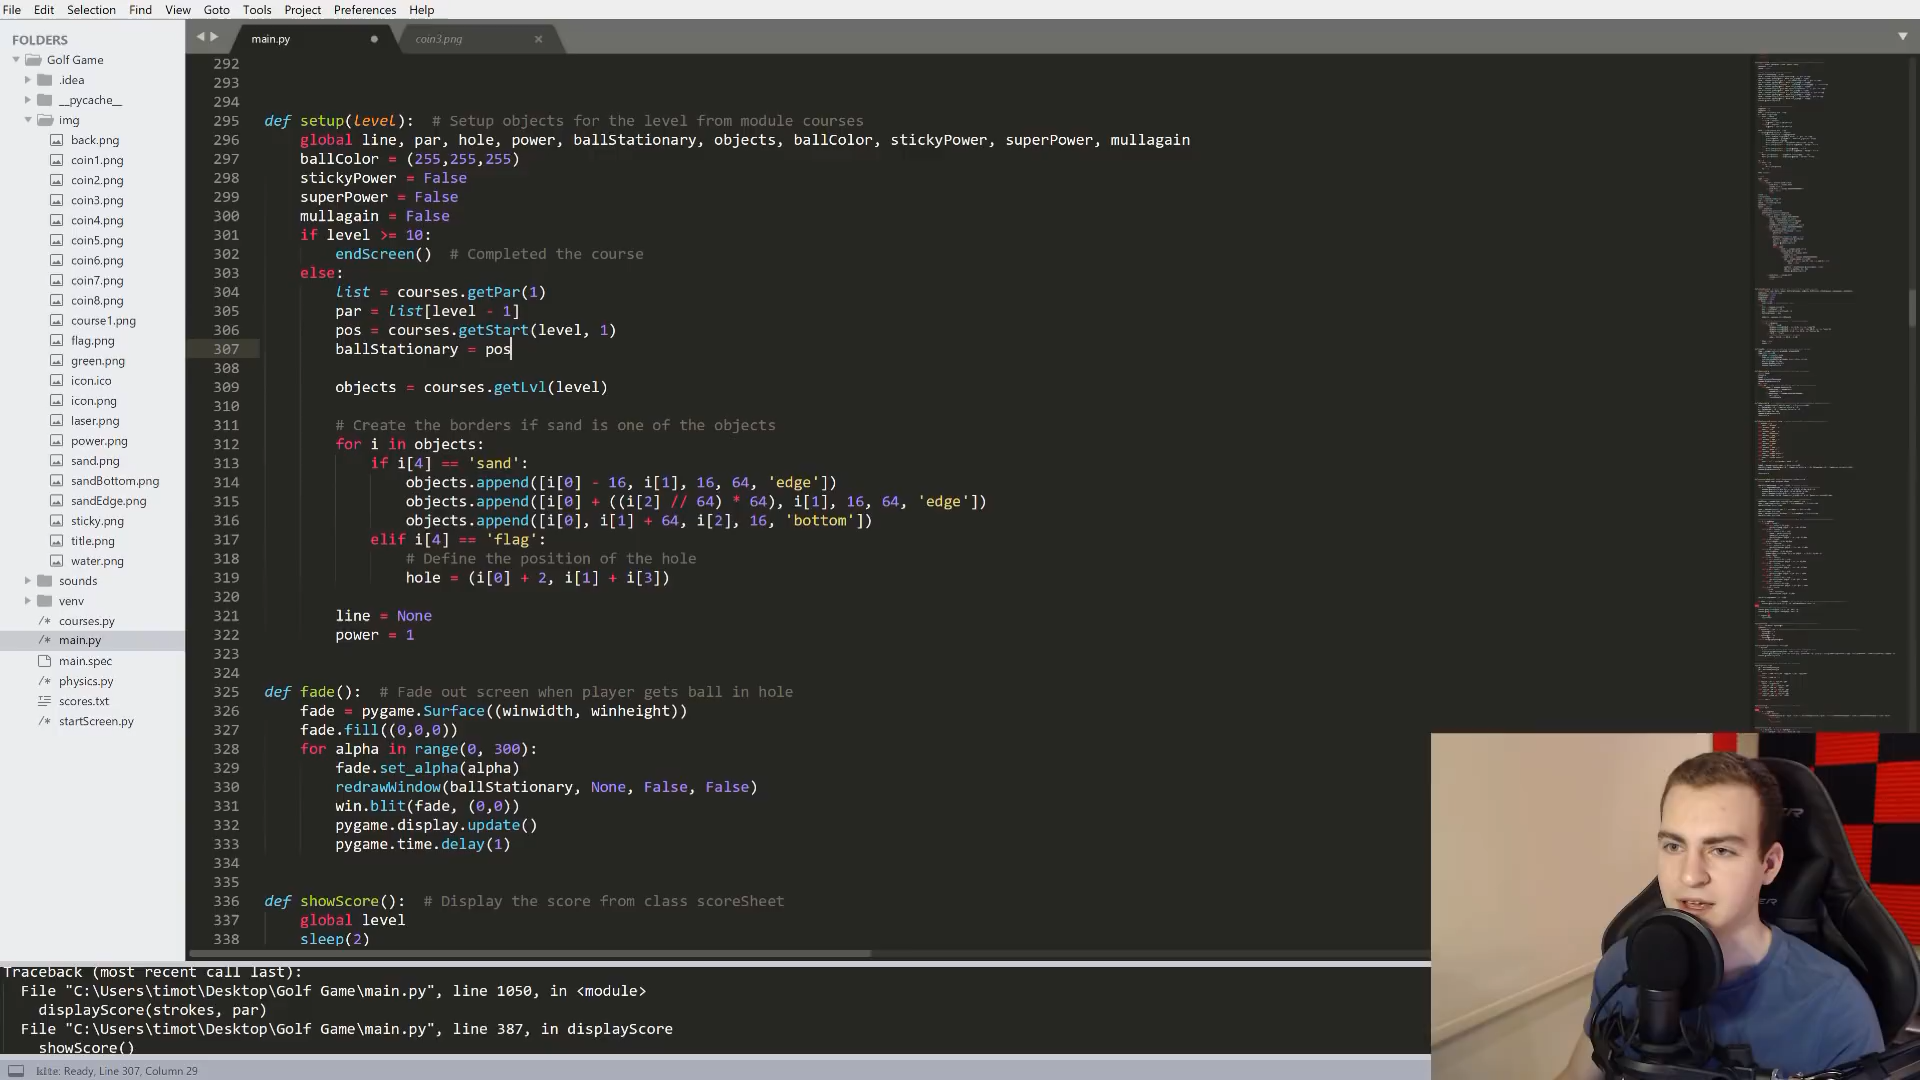 File Edit Selection Find View Goto Tools Project Preferences Help
FOLDERS
Golf Game
.idea
__pycache__
img
back.png
coin1.png
coin2.png
coin3.png
coin4.png
coin5.png
coin6.png
coin7.png
coin8.png
course1.png
flag.png
green.png
icon.ico
icon.png
laser.png
power.png
sand.png
sandBottom.png
sandEdge.png
sticky.png
title.png
water.png
sounds
venv
courses.py
main.py
main.spec
physics.py
scores.txt
startScreen.py
main.py coin3.png
292
293
294
295 def setup(level):  # Setup objects for the level from module courses
296 global line, par, hole, power, ballStationary, objects, ballColor, stickyPower, superPower, mullagain
297 ballColor = (255,255,255)
298 stickyPower = False
299 superPower = False
300 mullagain = False
301 if level >= 10:
302 endScreen()  # Completed the course
303 else:
304 list = courses.getPar(1)
305 par = list[level - 1]
306 pos = courses.getStart(level, 1)
307 ballStationary = pos
308
309 objects = courses.getLvl(level)
310
311 # Create the borders if sand is one of the objects
312 for i in objects:
313 if i[4] == 'sand':
314 objects.append([i[0] - 16, i[1], 16, 64, 'edge'])
315 objects.append([i[0] + ((i[2] // 64) * 64), i[1], 16, 64, 'edge'])
316 objects.append([i[0], i[1] + 64, i[2], 16, 'bottom'])
317 elif i[4] == 'flag':
318 # Define the position of the hole
319 hole = (i[0] + 2, i[1] + i[3])
320
321 line = None
322 power = 1
323
324
325 def fade():  # Fade out screen when player gets ball in hole
326 fade = pygame.Surface((winwidth, winheight))
327 fade.fill((0,0,0))
328 for alpha in range(0, 300):
329 fade.set_alpha(alpha)
330 redrawWindow(ballStationary, None, False, False)
331 win.blit(fade, (0,0))
332 pygame.display.update()
333 pygame.time.delay(1)
334
335
336 def showScore():  # Display the score from class scoreSheet
337 global level
338 sleep(2)
Traceback (most recent call last):
File "C:\Users\timot\Desktop\Golf Game\main.py", line 1050, in <module>
displayScore(strokes, par)
File "C:\Users\timot\Desktop\Golf Game\main.py", line 387, in displayScore
showScore()
kite: Ready, Line 307, Column 29